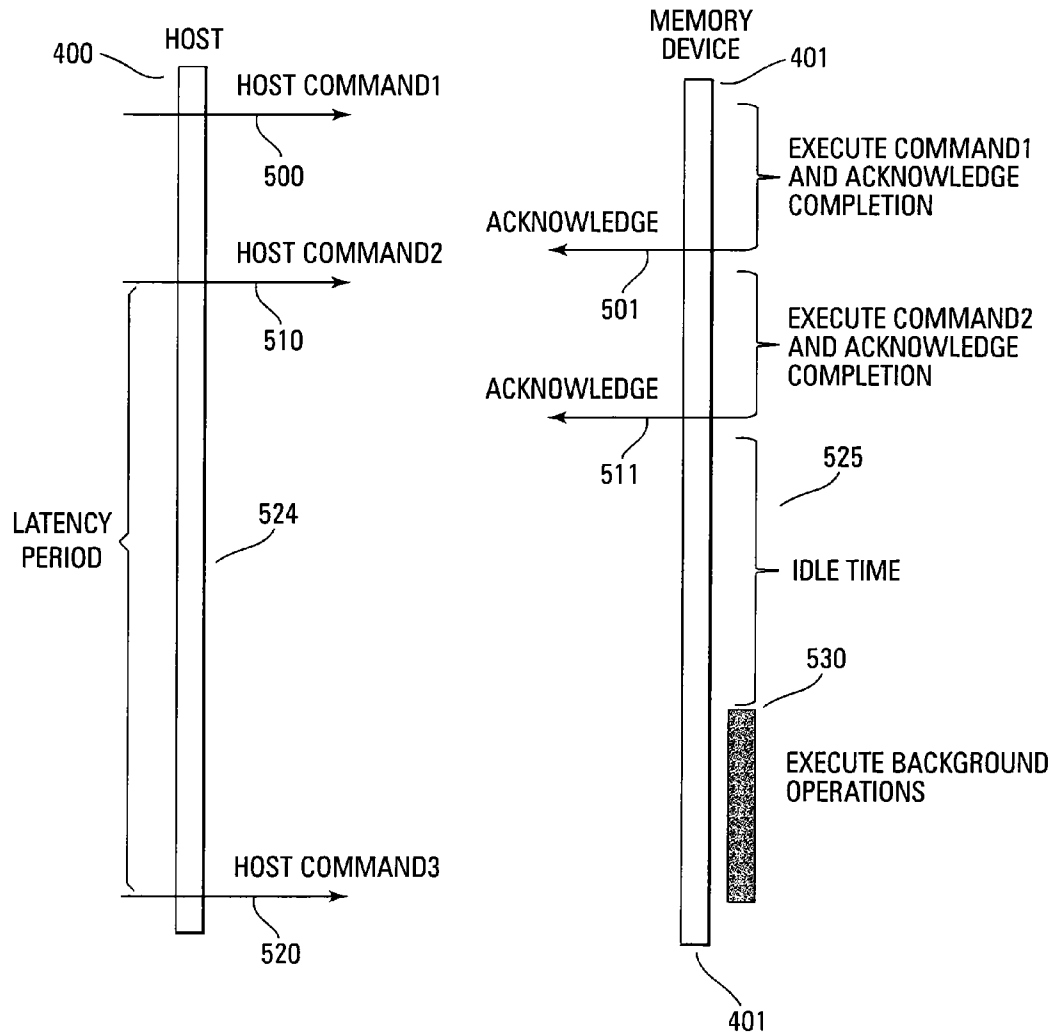 HOST
400
HOST COMMAND1
500
HOST COMMAND2
510
LATENCY
PERIOD
524
HOST COMMAND3
520
MEMORY
DEVICE
401
EXECUTE COMMAND1
AND ACKNOWLEDGE
COMPLETION
ACKNOWLEDGE
501
EXECUTE COMMAND2
AND ACKNOWLEDGE
COMPLETION
ACKNOWLEDGE
511
525
IDLE TIME
530
EXECUTE BACKGROUND
OPERATIONS
401